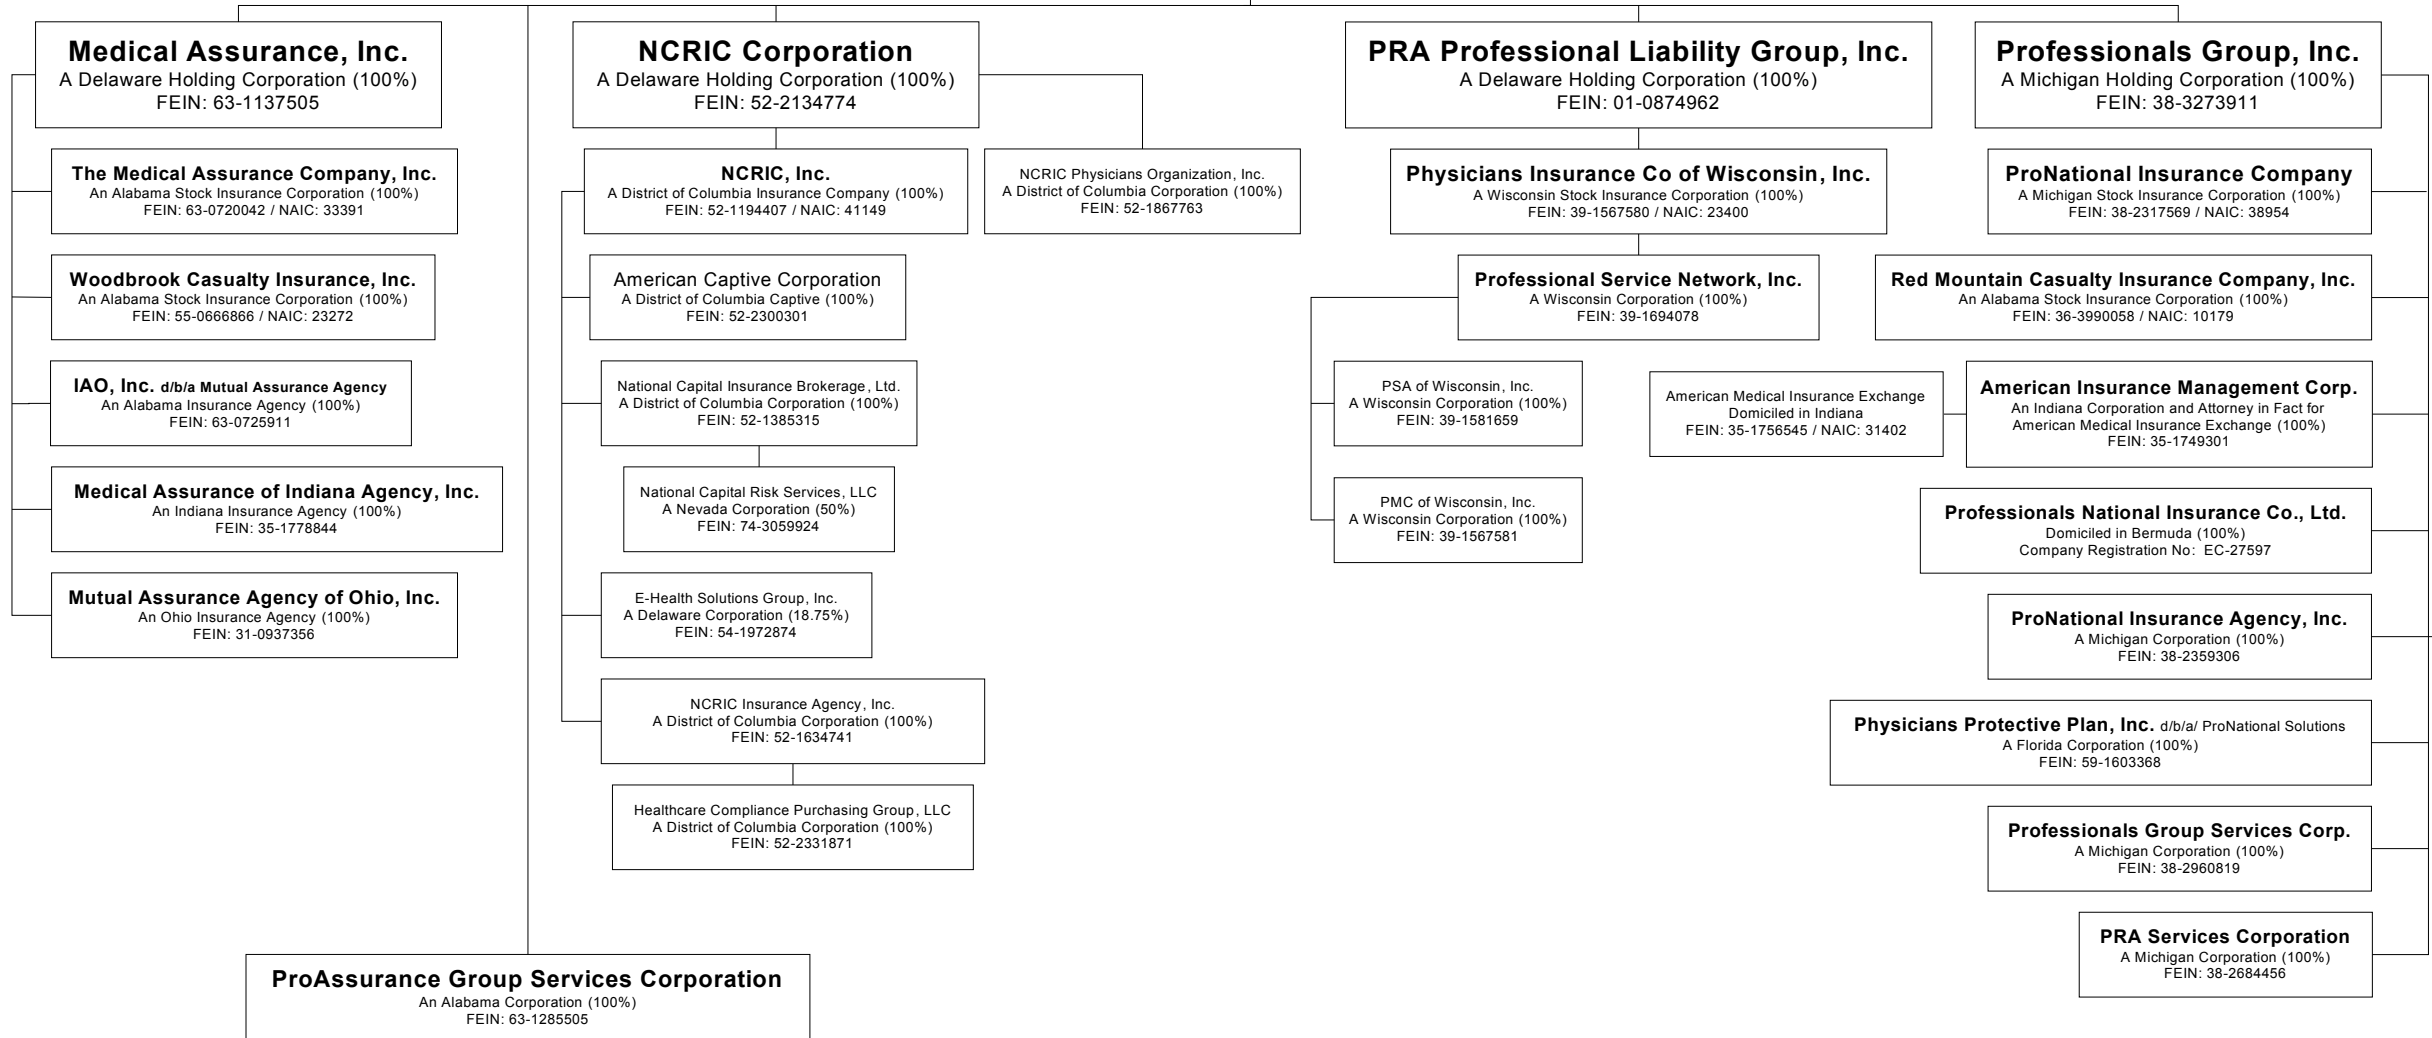 Medical Assurance, Inc.
A Delaware Holding Corporation (100%)
FEIN: 63-1137505
The Medical Assurance Company, Inc.
An Alabama Stock Insurance Corporation (100%)
FEIN: 63-0720042 / NAIC: 33391
Woodbrook Casualty Insurance, Inc.
An Alabama Stock Insurance Corporation (100%)
FEIN: 55-0666866 / NAIC: 23272
IAO, Inc. d/b/a Mutual Assurance Agency
An Alabama Insurance Agency (100%)
FEIN: 63-0725911
Medical Assurance of Indiana Agency, Inc.
An Indiana Insurance Agency (100%)
FEIN: 35-1778844
Mutual Assurance Agency of Ohio, Inc.
An Ohio Insurance Agency (100%)
FEIN: 31-0937356
ProAssurance Group Services Corporation
An Alabama Corporation (100%)
FEIN: 63-1285505
NCRIC Corporation
A Delaware Holding Corporation (100%)
FEIN: 52-2134774
NCRIC, Inc.
A District of Columbia Insurance Company (100%)
FEIN: 52-1194407 / NAIC: 41149
NCRIC Physicians Organization, Inc.
A District of Columbia Corporation (100%)
FEIN: 52-1867763
American Captive Corporation
A District of Columbia Captive (100%)
FEIN: 52-2300301
National Capital Insurance Brokerage, Ltd.
A District of Columbia Corporation (100%)
FEIN: 52-1385315
National Capital Risk Services, LLC
A Nevada Corporation (50%)
FEIN: 74-3059924
E-Health Solutions Group, Inc.
A Delaware Corporation (18.75%)
FEIN: 54-1972874
NCRIC Insurance Agency, Inc.
A District of Columbia Corporation (100%)
FEIN: 52-1634741
Healthcare Compliance Purchasing Group, LLC
A District of Columbia Corporation (100%)
FEIN: 52-2331871
PRA Professional Liability Group, Inc.
A Delaware Holding Corporation (100%)
FEIN: 01-0874962
Physicians Insurance Co of Wisconsin, Inc.
A Wisconsin Stock Insurance Corporation (100%)
FEIN: 39-1567580 / NAIC: 23400
Professional Service Network, Inc.
A Wisconsin Corporation (100%)
FEIN: 39-1694078
PSA of Wisconsin, Inc.
A Wisconsin Corporation (100%)
FEIN: 39-1581659
PMC of Wisconsin, Inc.
A Wisconsin Corporation (100%)
FEIN: 39-1567581
Professionals Group, Inc.
A Michigan Holding Corporation (100%)
FEIN: 38-3273911
ProNational Insurance Company
A Michigan Stock Insurance Corporation (100%)
FEIN: 38-2317569 / NAIC: 38954
Red Mountain Casualty Insurance Company, Inc.
An Alabama Stock Insurance Corporation (100%)
FEIN: 36-3990058 / NAIC: 10179
American Medical Insurance Exchange
Domiciled in Indiana
FEIN: 35-1756545 / NAIC: 31402
American Insurance Management Corp.
An Indiana Corporation and Attorney in Fact for
American Medical Insurance Exchange (100%)
FEIN: 35-1749301
Professionals National Insurance Co., Ltd.
Domiciled in Bermuda (100%)
Company Registration No: EC-27597
ProNational Insurance Agency, Inc.
A Michigan Corporation (100%)
FEIN: 38-2359306
Physicians Protective Plan, Inc. d/b/a/ ProNational Solutions
A Florida Corporation (100%)
FEIN: 59-1603368
Professionals Group Services Corp.
A Michigan Corporation (100%)
FEIN: 38-2960819
PRA Services Corporation
A Michigan Corporation (100%)
FEIN: 38-2684456